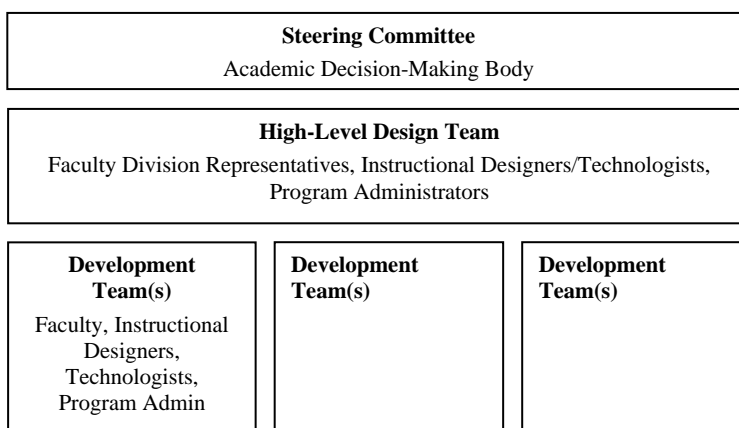 Steering Committee
Academic Decision-Making Body
High-Level Design Team
Faculty Division Representatives, Instructional Designers/Technologists,
Program Administrators
Development
Team(s)
Faculty, Instructional
Designers,
Technologists,
Program Admin
Development
Team(s)
Development
Team(s)